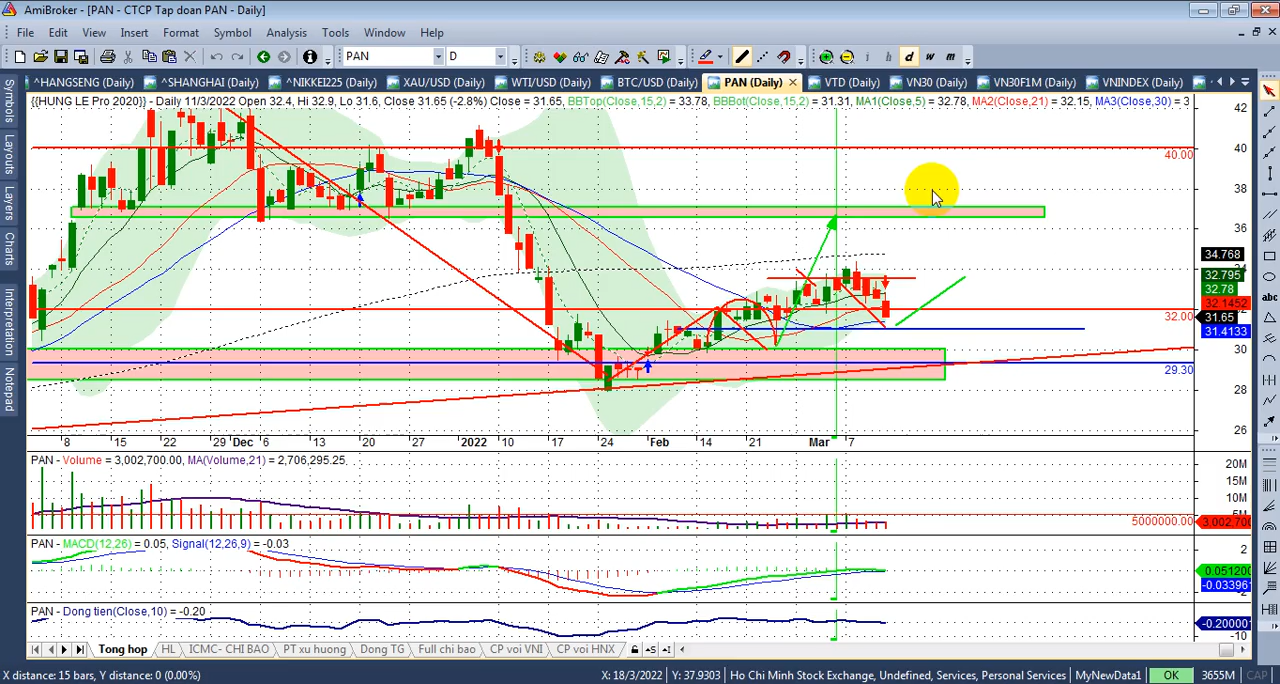 AmiBroker - [PAN - CTCP Tap doan PAN - Daily]
File Edit View Insert Format Symbol Analysis Tools Window Help
PAN D i h d w m
^HANGSENG (Daily) ^SHANGHAI (Daily) ^NIKKEI225 (Daily) XAU/USD (Daily) WTI/USD (Daily) BTC/USD (Daily) PAN (Daily) VTD (Daily) VN30 (Daily) VN30F1M (Daily) VNINDEX (Daily)
Symbols
Layouts
Layers
Charts
Interpretation
Notepad
{{HUNG LE Pro 2020}} - Daily 11/3/2022 Open 32.4, Hi 32.9, Lo 31.6, Close 31.65 (-2.8%) Close = 31.65, BBTop(Close,15,2) = 33.78, BBBot(Close,15,2) = 31.31, MA1(Close,5) = 32.78, MA2(Close,21) = 32.15, MA3(Close,30) = 3
42
40
40.00
38
36
34.768
32.795
32.78
32.1452
32.00
31.65
31.4133
30
29.30
28
26
abc
8 15 22 29 Dec 6 13 20 27 2022 10 17 24 Feb 14 21 Mar 7
PAN - Volume = 3,002,700.00, MA(Volume,21) = 2,706,295.25
20M
15M
10M
5M
5000000.00 3,002,700
PAN - MACD(12,26) = 0.05, Signal(12,26,9) = -0.03
2
0.051200
-0.03396
PAN - Dong tien(Close,10) = -0.20
-0.20000
-10
Tong hop HL ICMC- CHI BAO PT xu huong Dong TG Full chi bao CP voi VNI CP voi HNX
X distance: 15 bars, Y distance: 0 (0.00%) X: 18/3/2022 Y: 37.9303 Ho Chi Minh Stock Exchange, Undefined, Services, Personal Services MyNewData1 OK 3655M CAP